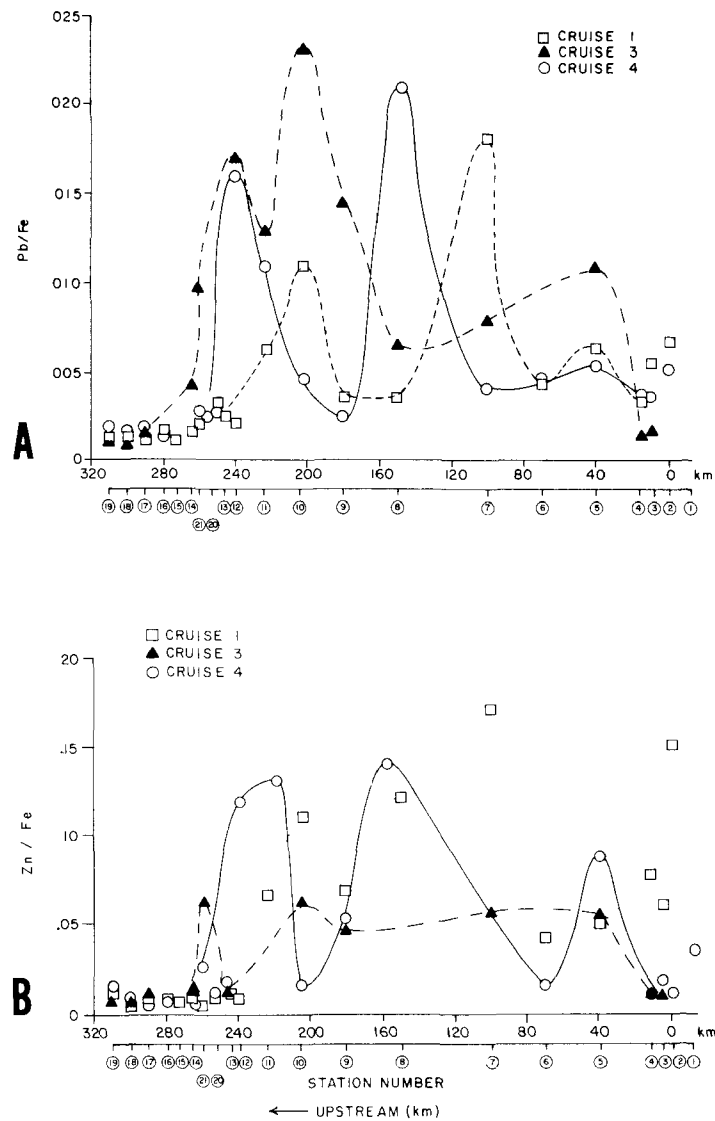 025
020
015
010
005
0
Pb/Fe
CRUISE 1
CRUISE 3
CRUISE 4
A
320 280 240 200 160 120 80 40 0 km
19 18 17 16 15 14 13 12 11 10 9 8 7 6 5 4 3 2 1
21 20
CRUISE 1
CRUISE 3
CRUISE 4
.20
.15
.10
.05
0
Zn / Fe
B
320 280 240 200 160 120 80 40 0 km
19 18 17 16 15 14 13 12 11 10 9 8 7 6 5 4 3 2 1
21 20
STATION NUMBER
← UPSTREAM (km)